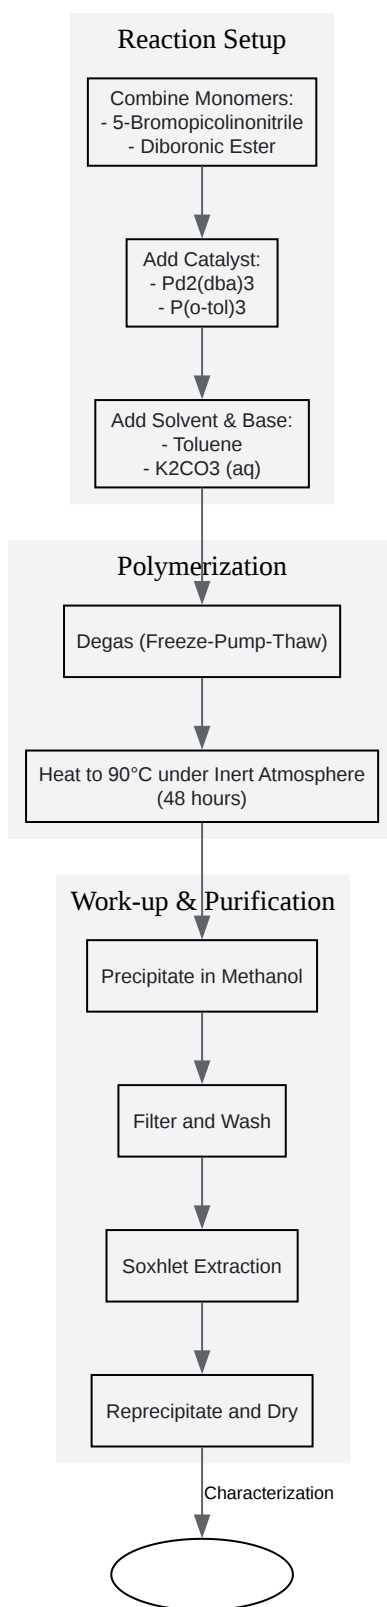 Reaction Setup
Combine Monomers:
- 5-Bromopicolinonitrile
- Diboronic Ester
Add Catalyst:
- Pd2(dba)3
- P(o-tol)3
Add Solvent & Base:
- Toluene
- K2CO3 (aq)
Polymerization
Degas (Freeze-Pump-Thaw)
Heat to 90°C under Inert Atmosphere
(48 hours)
Work-up & Purification
Precipitate in Methanol
Filter and Wash
Soxhlet Extraction
Reprecipitate and Dry
Characterization